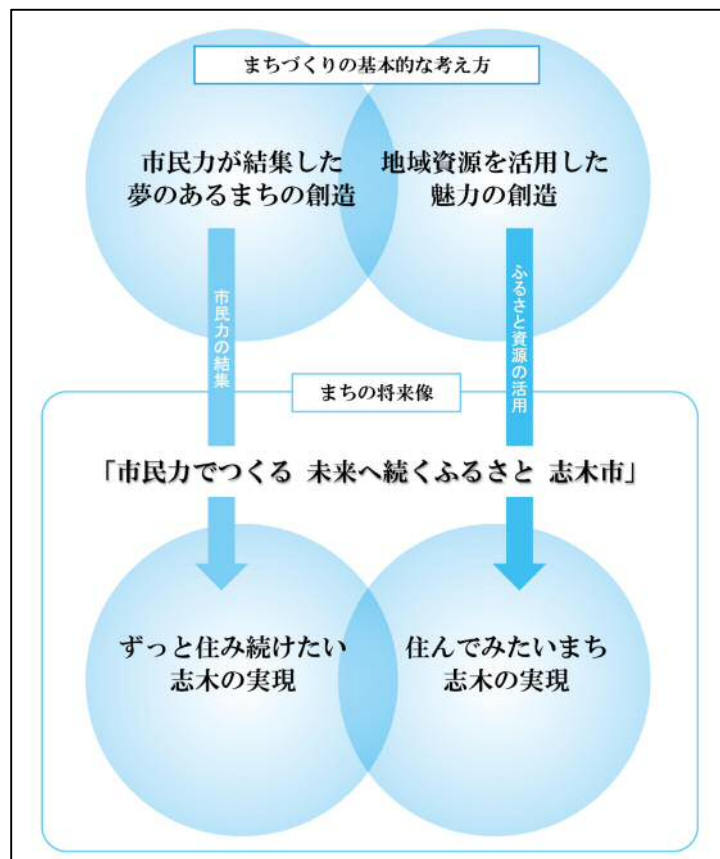 まちづくりの基本的な考え方
市民力が結集した
夢のあるまちの創造
地域資源を活用した
魅力の創造
市民力の結集
ふるさと資源の活用
まちの将来像
「市民力でつくる 未来へ続くふるさと 志木市」
ずっと住み続けたい
志木の実現
住んでみたいまち
志木の実現